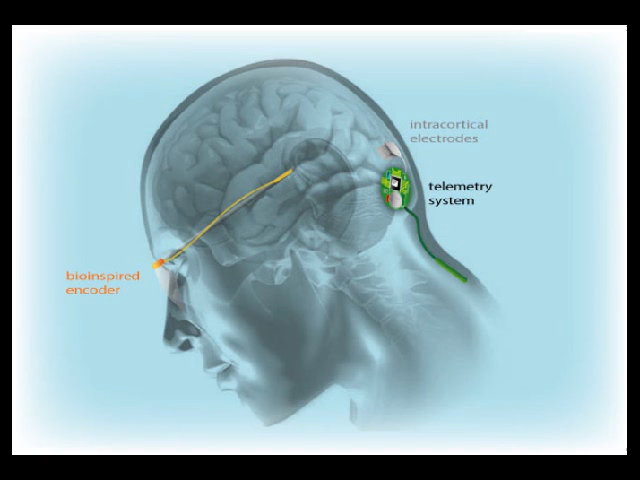 intracortical
electrodes
telemetry
system
bioinspired
encoder